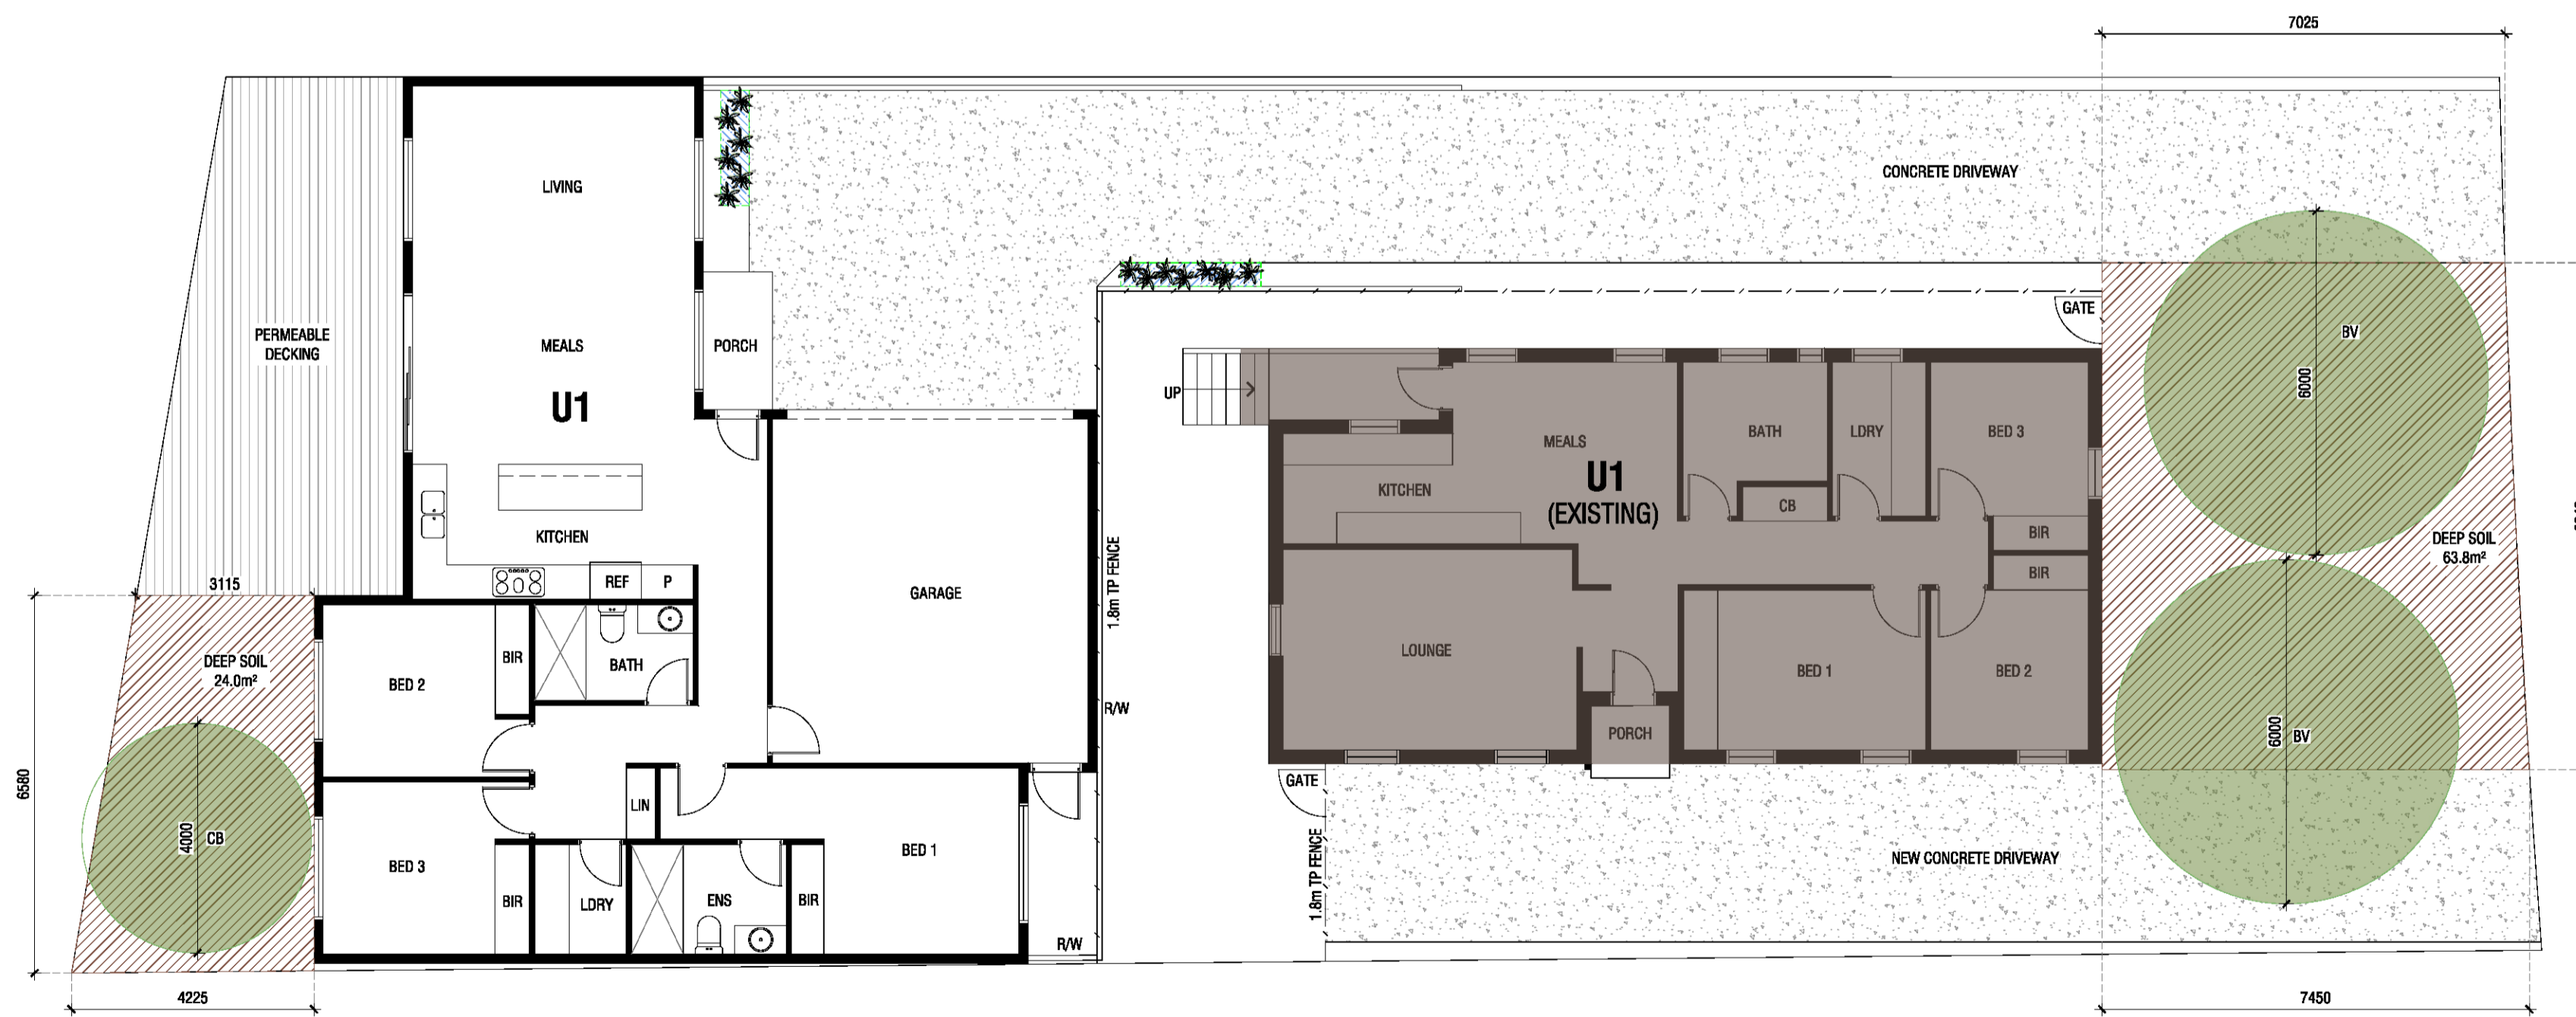 7025
CONCRETE DRIVEWAY
LIVING
PERMEABLE
DECKING
MEALS
U1
PORCH
KITCHEN
REF
P
3115
GARAGE
1.8m TP FENCE
DEEP SOIL
24.0m²
BED 2
BIR
BATH
R/W
6580
4000
CB
BED 3
BIR
LDRY
LIN
ENS
BIR
BED 1
R/W
4225
UP
GATE
MEALS
KITCHEN
U1
(EXISTING)
BATH
CB
LDRY
BED 3
BIR
BIR
LOUNGE
PORCH
BED 1
BED 2
GATE
1.8m TP FENCE
NEW CONCRETE DRIVEWAY
BV
6000
DEEP SOIL
63.8m²
6000
BV
7450